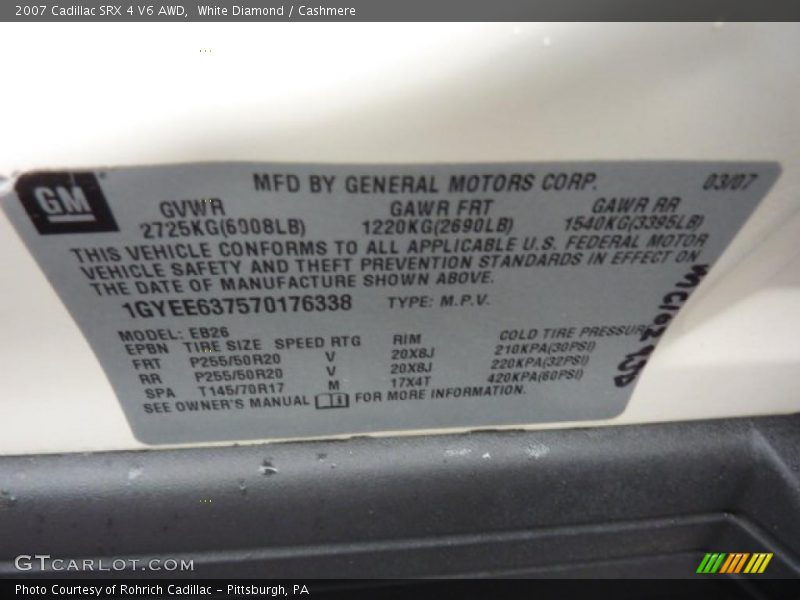 2007 Cadillac SRX 4 V6 AWD,  White Diamond / Cashmere
GM
MFD BY GENERAL MOTORS CORP. 03/07
GVWR GAWR FRT GAWR RR
2725KG(6008LB) 1220KG(2690LB) 1540KG(3395LB)
THIS VEHICLE CONFORMS TO ALL APPLICABLE U.S. FEDERAL MOTOR
VEHICLE SAFETY AND THEFT PREVENTION STANDARDS IN EFFECT ON
THE DATE OF MANUFACTURE SHOWN ABOVE.
1GYEE637570176338 TYPE: M.P.V.
MODEL: EB26
EPBN TIRE SIZE SPEED RTG RIM COLD TIRE PRESSURE
FRT P255/50R20 V 20X8J 210KPA(30PSI)
RR P255/50R20 V 20X8J 220KPA(32PSI)
SPA T145/70R17 M 17X4T 420KPA(60PSI)
SEE OWNER'S MANUAL FOR MORE INFORMATION.
GTCARLOT.COM
Photo Courtesy of Rohrich Cadillac - Pittsburgh, PA